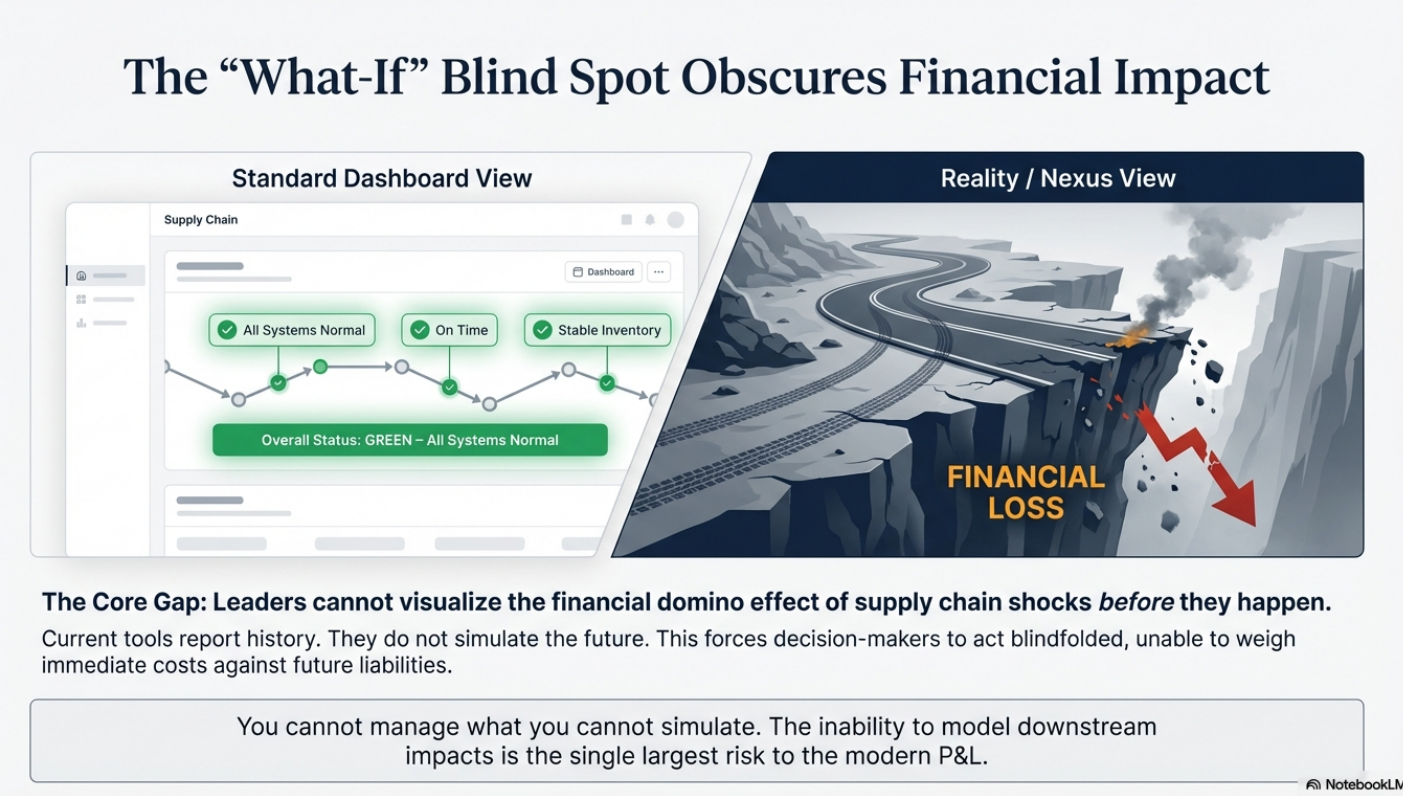 The “What-If” Blind Spot Obscures Financial Impact
Standard Dashboard View
Supply Chain
Dashboard
All Systems Normal
On Time
Stable Inventory
Overall Status: GREEN – All Systems Normal
Reality / Nexus View
FINANCIAL
LOSS
The Core Gap: Leaders cannot visualize the financial domino effect of supply chain shocks before they happen.
Current tools report history. They do not simulate the future. This forces decision-makers to act blindfolded, unable to weigh
immediate costs against future liabilities.
You cannot manage what you cannot simulate. The inability to model downstream
impacts is the single largest risk to the modern P&L.
NotebookLM